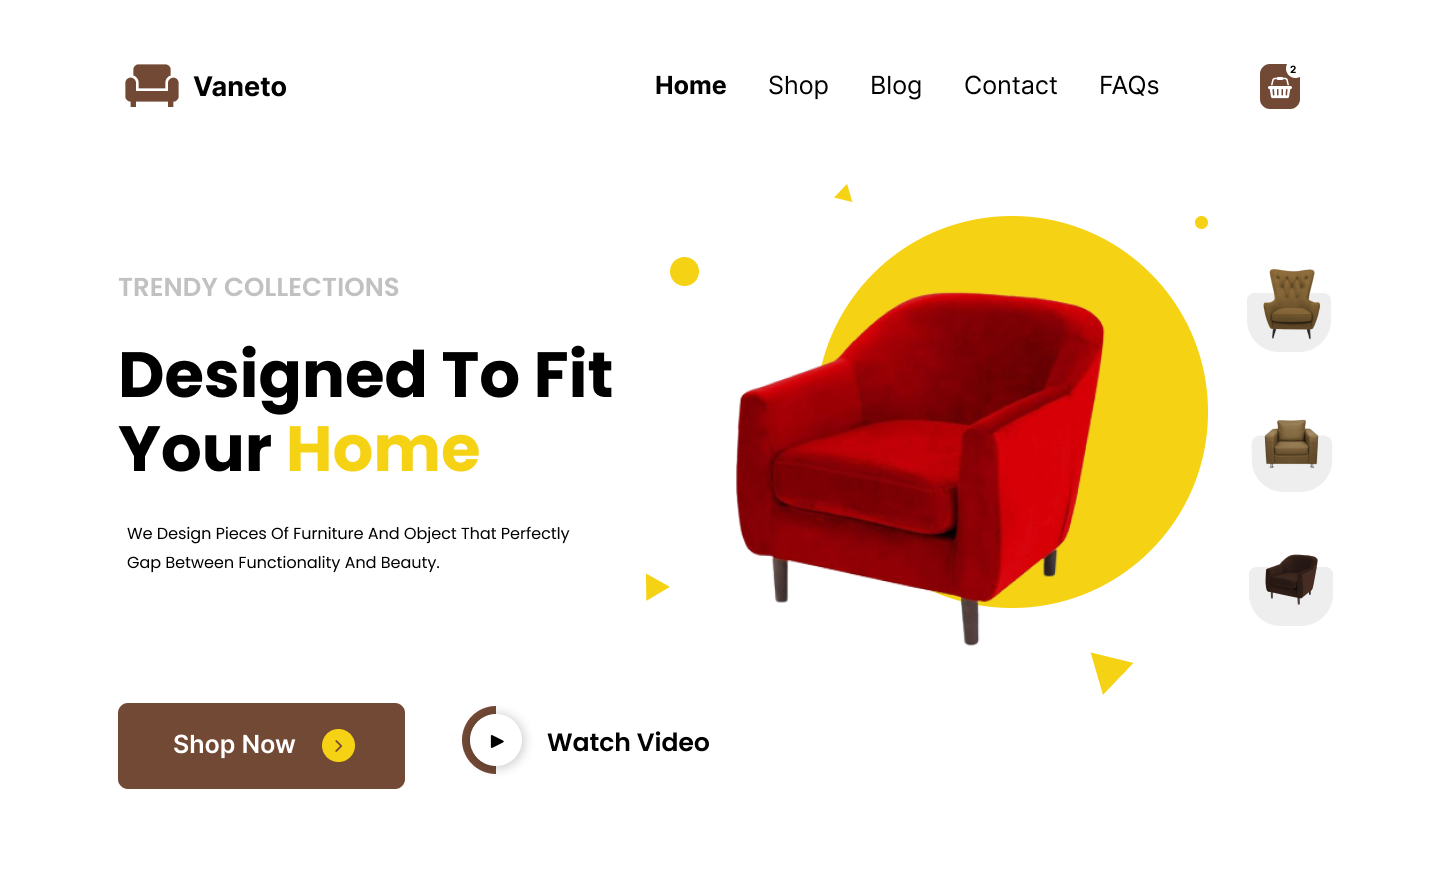 Vaneto
Home Shop Blog Contact FAQs
2
TRENDY COLLECTIONS
Designed To Fit
Your Home
We Design Pieces Of Furniture And Object That Perfectly
Gap Between Functionality And Beauty.
Shop Now
Watch Video